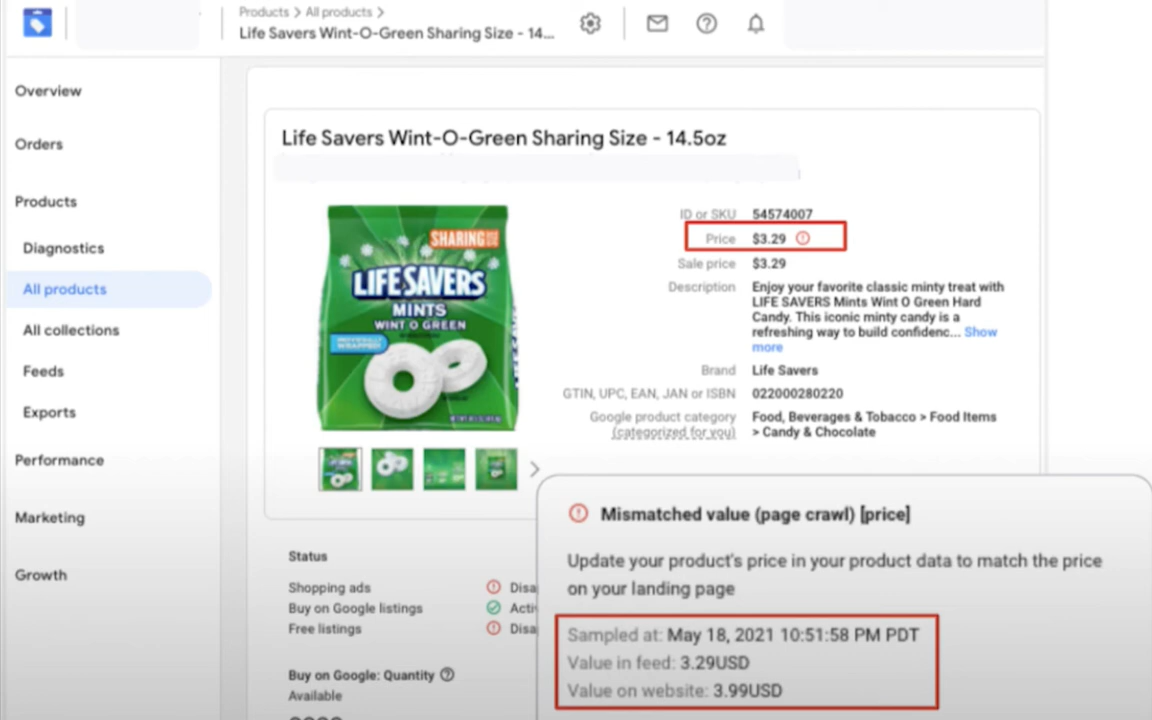 Products > All products >
Life Savers Wint-O-Green Sharing Size - 14...
Overview
Orders
Products
Diagnostics
All products
All collections
Feeds
Exports
Performance
Marketing
Growth
Life Savers Wint-O-Green Sharing Size - 14.5oz
SHARING
LIFE SAVERS
MINTS
WINT O GREEN
ID or SKU 54574007
Price $3.29
Sale price $3.29
Description Enjoy your favorite classic minty treat with
LIFE SAVERS Mints Wint O Green Hard
Candy. This iconic minty candy is a
refreshing way to build confidenc... Show
more
Brand Life Savers
GTIN, UPC, EAN, JAN or ISBN 022000280220
Google product category Food, Beverages & Tobacco > Food Items
(categorized for you) > Candy & Chocolate
Status
Shopping ads Disa
Buy on Google listings Acti
Free listings Disa
Buy on Google: Quantity
Available
Mismatched value (page crawl) [price]
Update your product's price in your product data to match the price
on your landing page
Sampled at: May 18, 2021 10:51:58 PM PDT
Value in feed: 3.29USD
Value on website: 3.99USD